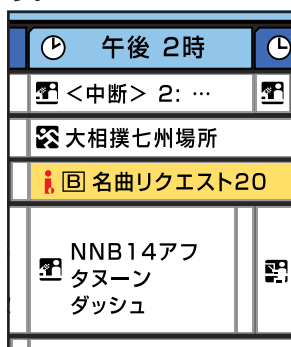 午後 2時
<中断> 2: …
大相撲七州場所
B 名曲リクエスト20
NNB14アフ
タヌーン
ダッシュ